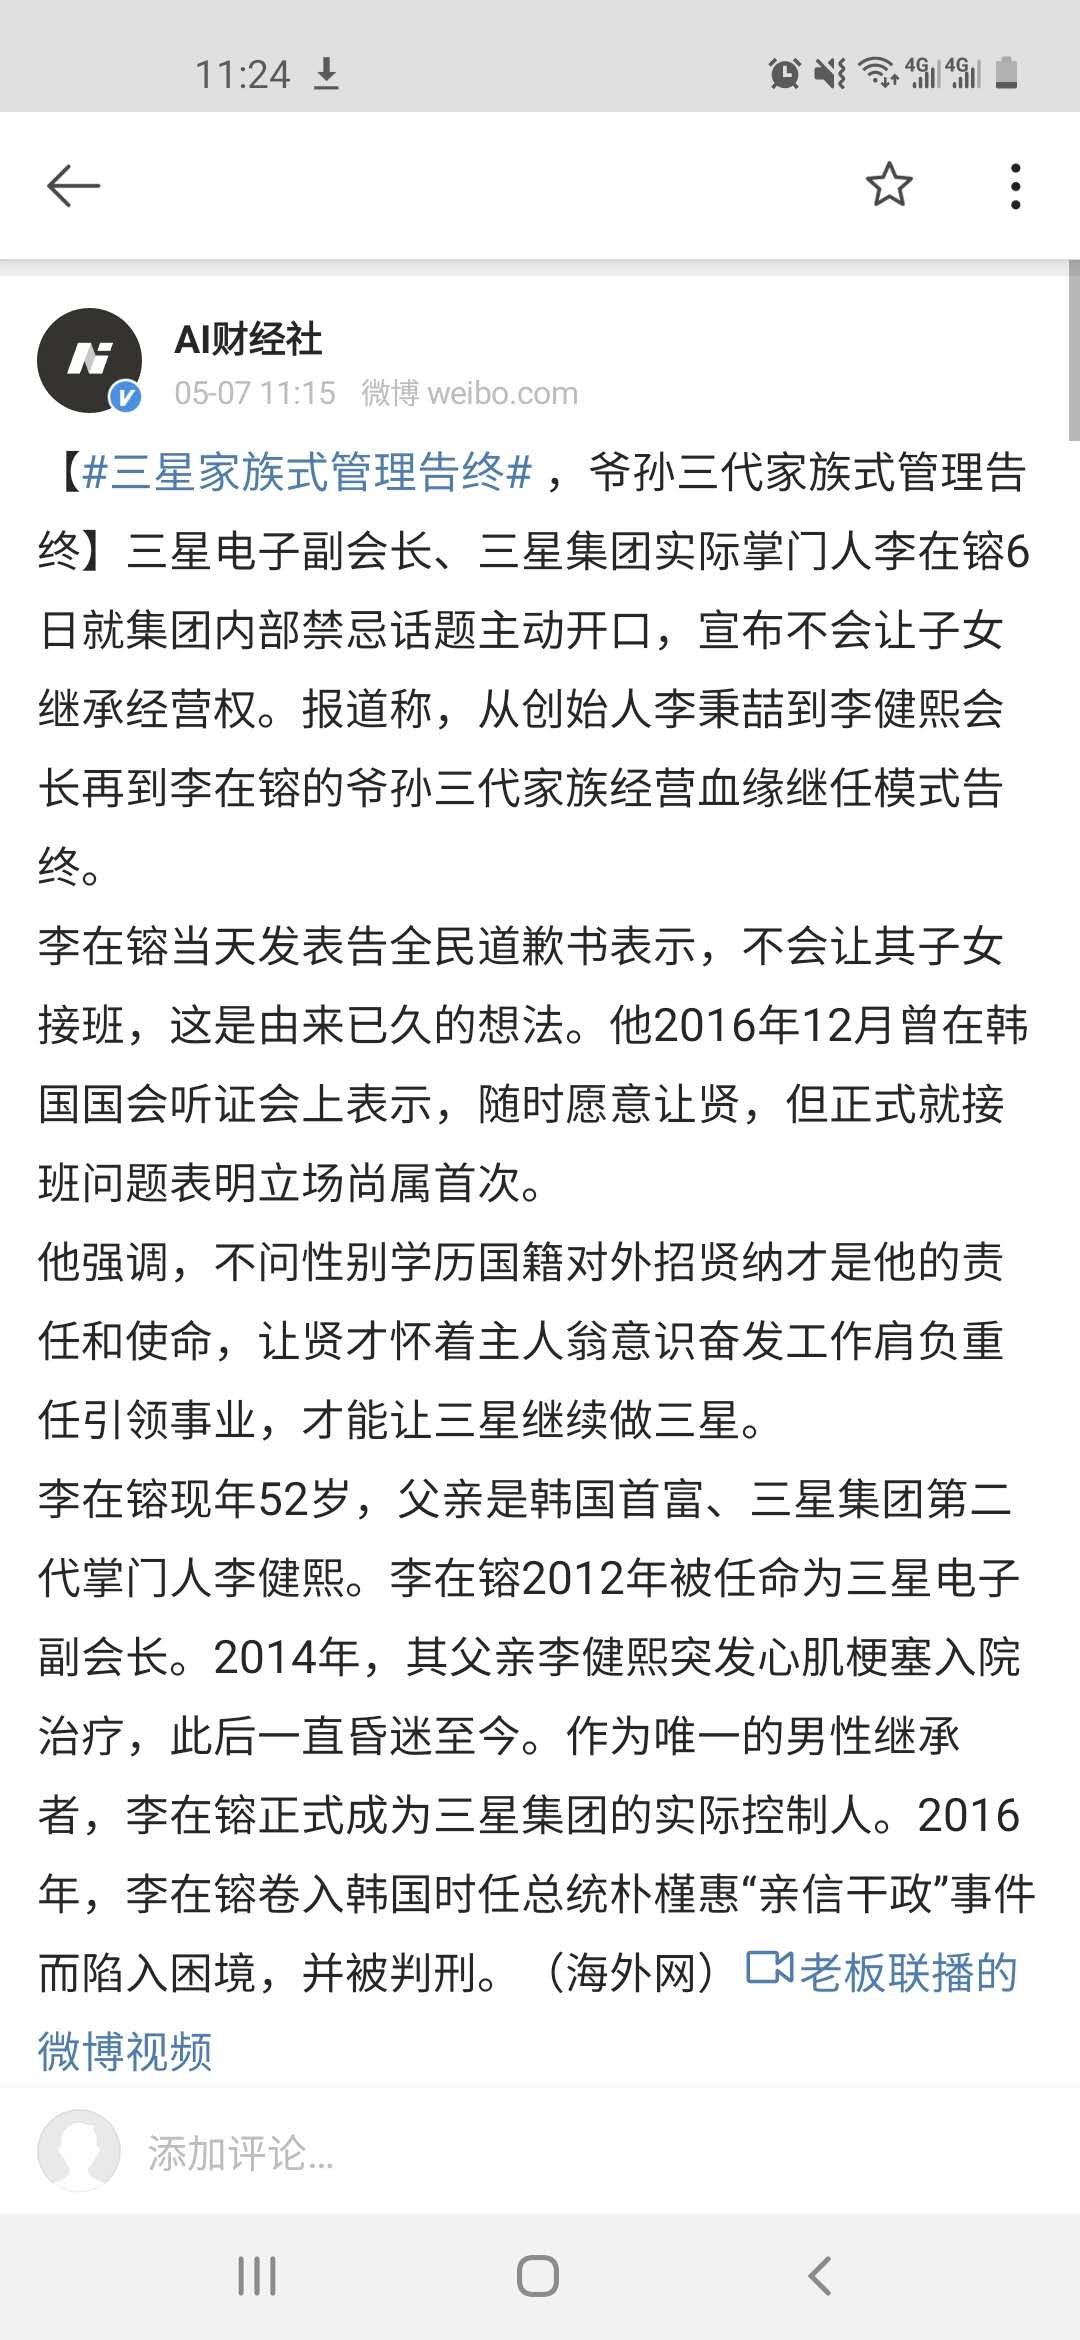 11:24
4G 4G
AI财经社
05-07 11:15 微博 weibo.com
【#三星家族式管理告终# ，爷孙三代家族式管理告
终】三星电子副会长、三星集团实际掌门人李在镕6
日就集团内部禁忌话题主动开口，宣布不会让子女
继承经营权。报道称，从创始人李秉喆到李健熙会
长再到李在镕的爷孙三代家族经营血缘继任模式告
终。
李在镕当天发表告全民道歉书表示，不会让其子女
接班，这是由来已久的想法。他2016年12月曾在韩
国国会听证会上表示，随时愿意让贤，但正式就接
班问题表明立场尚属首次。
他强调，不问性别学历国籍对外招贤纳才是他的责
任和使命，让贤才怀着主人翁意识奋发工作肩负重
任引领事业，才能让三星继续做三星。
李在镕现年52岁，父亲是韩国首富、三星集团第二
代掌门人李健熙。李在镕2012年被任命为三星电子
副会长。2014年，其父亲李健熙突发心肌梗塞入院
治疗，此后一直昏迷至今。作为唯一的男性继承
者，李在镕正式成为三星集团的实际控制人。2016
年，李在镕卷入韩国时任总统朴槿惠“亲信干政”事件
而陷入困境，并被判刑。（海外网）老板联播的
微博视频
添加评论...